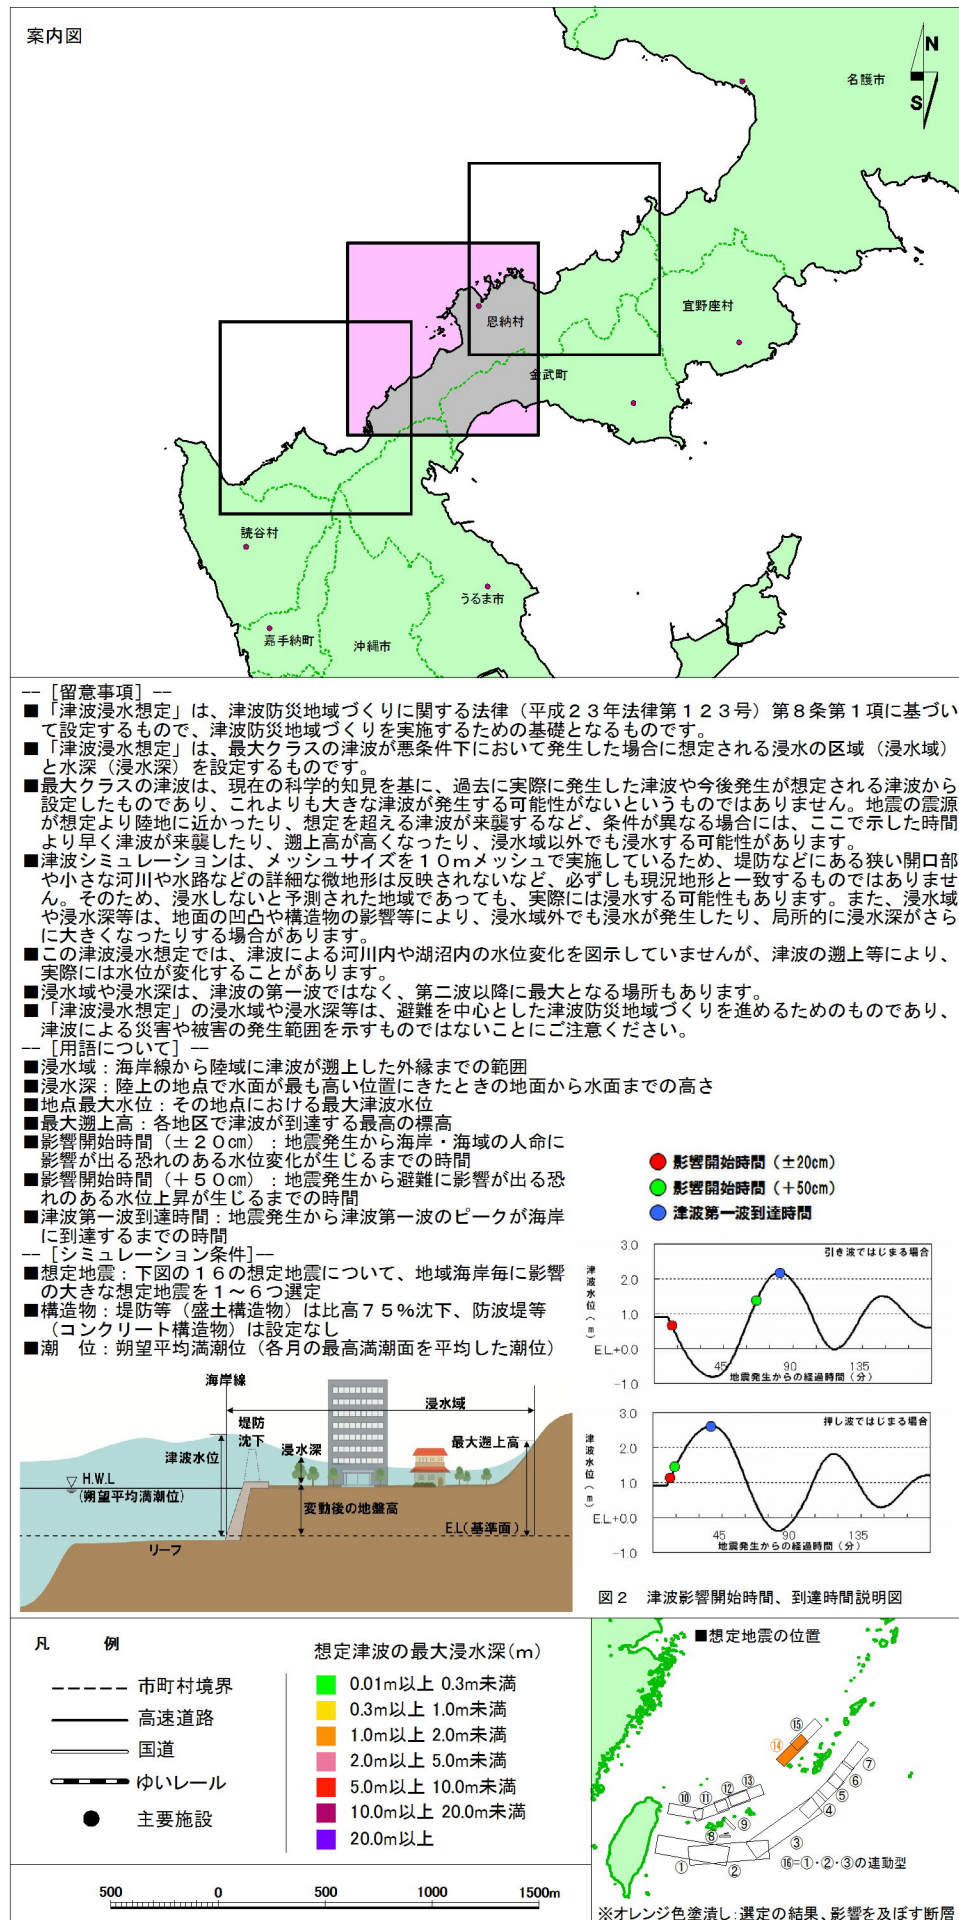 案内図
N
S
名護市
恩納村
宜野座村
金武町
読谷村
うるま市
嘉手納町
沖縄市
―― [留意事項] ――
■「津波浸水想定」は、津波防災地域づくりに関する法律（平成２３年法律第１２３号）第８条第１項に基づい
て設定するもので、津波防災地域づくりを実施するための基礎となるものです。
■「津波浸水想定」は、最大クラスの津波が悪条件下において発生した場合に想定される浸水の区域（浸水域）
と水深（浸水深）を設定するものです。
■最大クラスの津波は、現在の科学的知見を基に、過去に実際に発生した津波や今後発生が想定される津波から
設定したものであり、これよりも大きな津波が発生する可能性がないというものではありません。地震の震源
が想定より陸地に近かったり、想定を超える津波が来襲するなど、条件が異なる場合には、ここで示した時間
より早く津波が来襲したり、遡上高が高くなったり、浸水域以外でも浸水する可能性があります。
■津波シミュレーションは、メッシュサイズを１０ｍメッシュで実施しているため、堤防などにある狭い開口部
や小さな河川や水路などの詳細な微地形は反映されないなど、必ずしも現況地形と一致するものではありませ
ん。そのため、浸水しないと予測された地域であっても、実際には浸水する可能性もあります。また、浸水域
や浸水深等は、地面の凹凸や構造物の影響等により、浸水域外でも浸水が発生したり、局所的に浸水深がさら
に大きくなったりする場合があります。
■この津波浸水想定では、津波による河川内や湖沼内の水位変化を図示していませんが、津波の遡上等により、
実際には水位が変化することがあります。
■浸水域や浸水深は、津波の第一波ではなく、第二波以降に最大となる場所もあります。
■「津波浸水想定」の浸水域や浸水深等は、避難を中心とした津波防災地域づくりを進めるためのものであり、
津波による災害や被害の発生範囲を示すものではないことにご注意ください。
―― [用語について] ――
■浸水域：海岸線から陸域に津波が遡上した外縁までの範囲
■浸水深：陸上の地点で水面が最も高い位置にきたときの地面から水面までの高さ
■地点最大水位：その地点における最大津波水位
■最大遡上高：各地区で津波が到達する最高の標高
■影響開始時間（±２０㎝）：地震発生から海岸・海域の人命に
影響が出る恐れのある水位変化が生じるまでの時間
■影響開始時間（＋５０㎝）：地震発生から避難に影響が出る恐
れのある水位上昇が生じるまでの時間
■津波第一波到達時間：地震発生から津波第一波のピークが海岸
に到達するまでの時間
―― [シミュレーション条件]――
■想定地震：下図の１６の想定地震について、地域海岸毎に影響
の大きな想定地震を１～６つ選定
■構造物：堤防等（盛土構造物）は比高７５％沈下、防波堤等
（コンクリート構造物）は設定なし
■潮　位：朔望平均満潮位（各月の最高満潮面を平均した潮位）
影響開始時間（±20cm）
影響開始時間（＋50cm）
津波第一波到達時間
引き波ではじまる場合
津波水位（m）
3.0
2.0
1.0
E.L+0.0
-1.0
45
90
135
地震発生からの経過時間（分）
押し波ではじまる場合
津波水位（m）
3.0
2.0
1.0
E.L+0.0
-1.0
45
90
135
地震発生からの経過時間（分）
図２　津波影響開始時間、到達時間説明図
海岸線
浸水域
堤防
沈下
津波水位
浸水深
最大遡上高
H.W.L
(朔望平均満潮位)
変動後の地盤高
E.L(基準面)
リーフ
凡　例
市町村境界
高速道路
国道
ゆいレール
主要施設
想定津波の最大浸水深(m)
0.01m以上 0.3m未満
0.3m以上 1.0m未満
1.0m以上 2.0m未満
2.0m以上 5.0m未満
5.0m以上 10.0m未満
10.0m以上 20.0m未満
20.0m以上
■想定地震の位置
⑮
⑭
⑦
⑥
⑤
④
⑬
⑫
⑪
⑩
⑨
⑧
③
②
①
⑯=①・②・③の連動型
※オレンジ色塗潰し：選定の結果、影響を及ぼす断層
500
0
500
1000
1500m